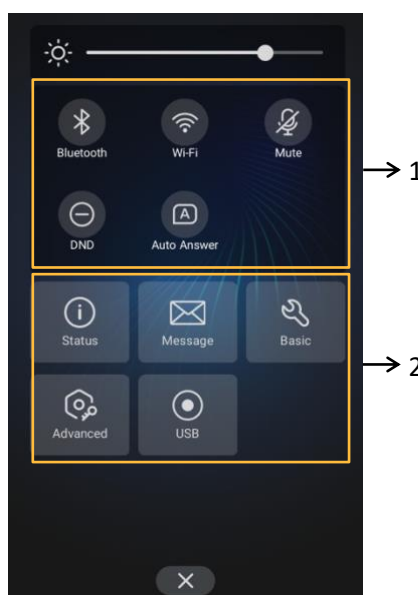 Bluetooth Wi-Fi Mute
1
DND Auto Answer
Status Message Basic
2
Advanced USB